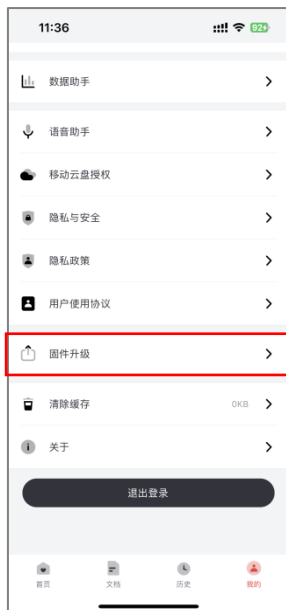 11:36
92
数据助手
语音助手
移动云盘授权
隐私与安全
隐私政策
用户使用协议
固件升级
清除缓存 0KB
关于
退出登录
首页 文档 历史 我的